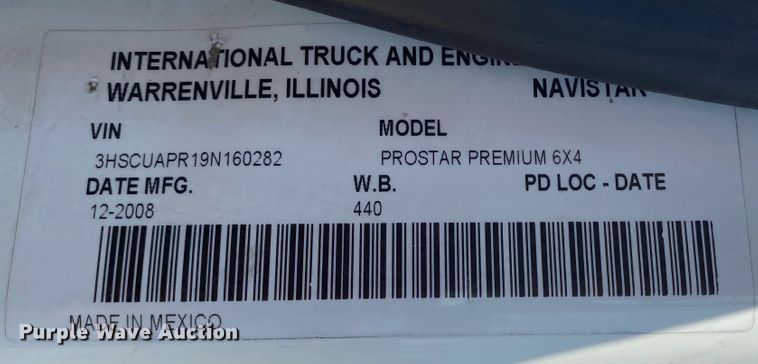 INTERNATIONAL TRUCK AND
WARRENVILLE, ILLINOIS NAVISTAR
VIN MODEL
3HSCUAPR19N160282 PROSTAR PREMIUM 6X4
DATE MFG. W.B. PD LOC - DATE
12-2008 440
MADE IN MEXICO
Purple Wave Auction